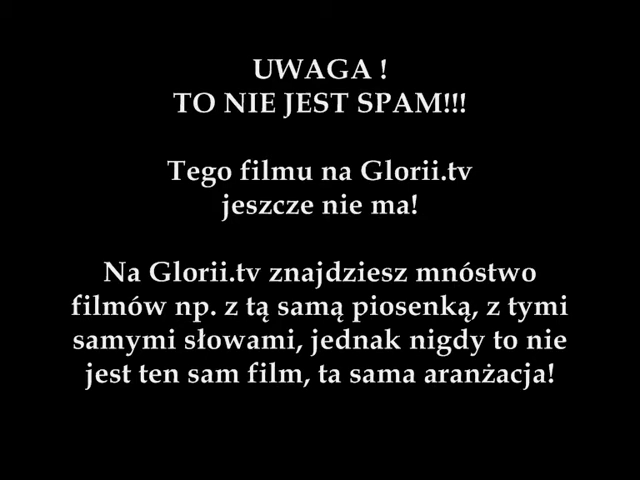 UWAGA !
TO NIE JEST SPAM!!!
Tego filmu na Glorii.tv
jeszcze nie ma!
Na Glorii.tv znajdziesz mnóstwo
filmów np. z tą samą piosenką, z tymi
samymi słowami, jednak nigdy to nie
jest ten sam film, ta sama aranżacja!